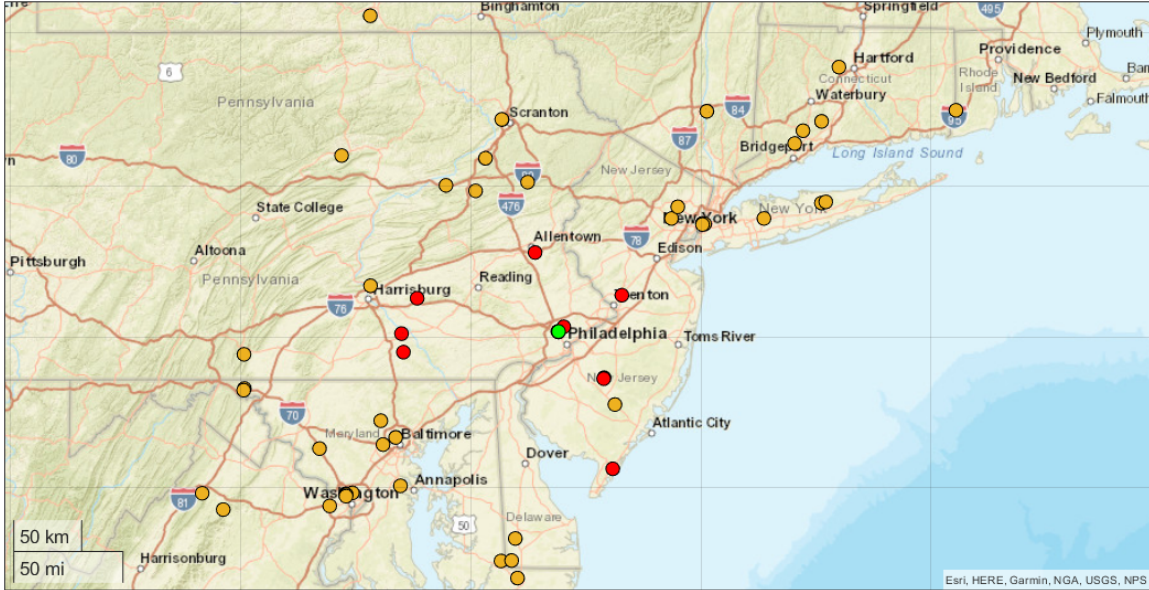 Binghamton
Springfield
495
Plymouth
Hartford
Providence
6
Connecticut
Rhode
Island
New Bedford
Pennsylvania
Waterbury
Falmouth
Scranton
84
95
87
80
Bridgeport
Long Island Sound
New Jersey
80
476
State College
New York
New York
Allentown
78
Altoona
Edison
Pittsburgh
Pennsylvania
Reading
Harrisburg
76
Philadelphia
Toms River
New Jersey
70
Atlantic City
Maryland
Baltimore
Dover
Annapolis
Washington
81
Delaware
50
50 km
50 mi
Harrisonburg
Esri, HERE, Garmin, NGA, USGS, NPS